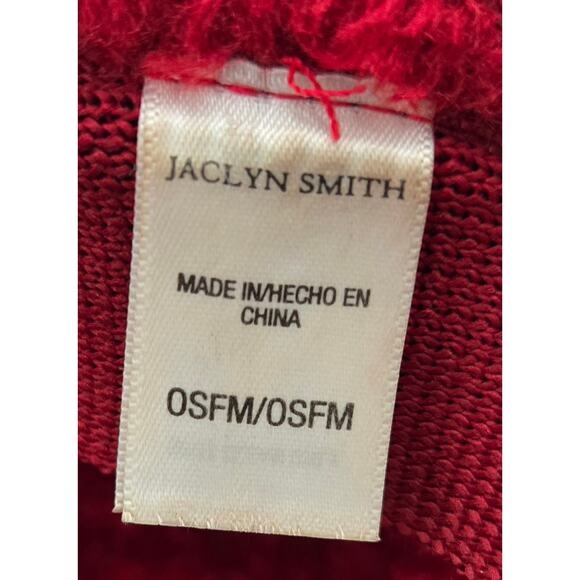 JACLYN SMITH
MADE IN/HECHO EN
CHINA
OSFM/OSFM